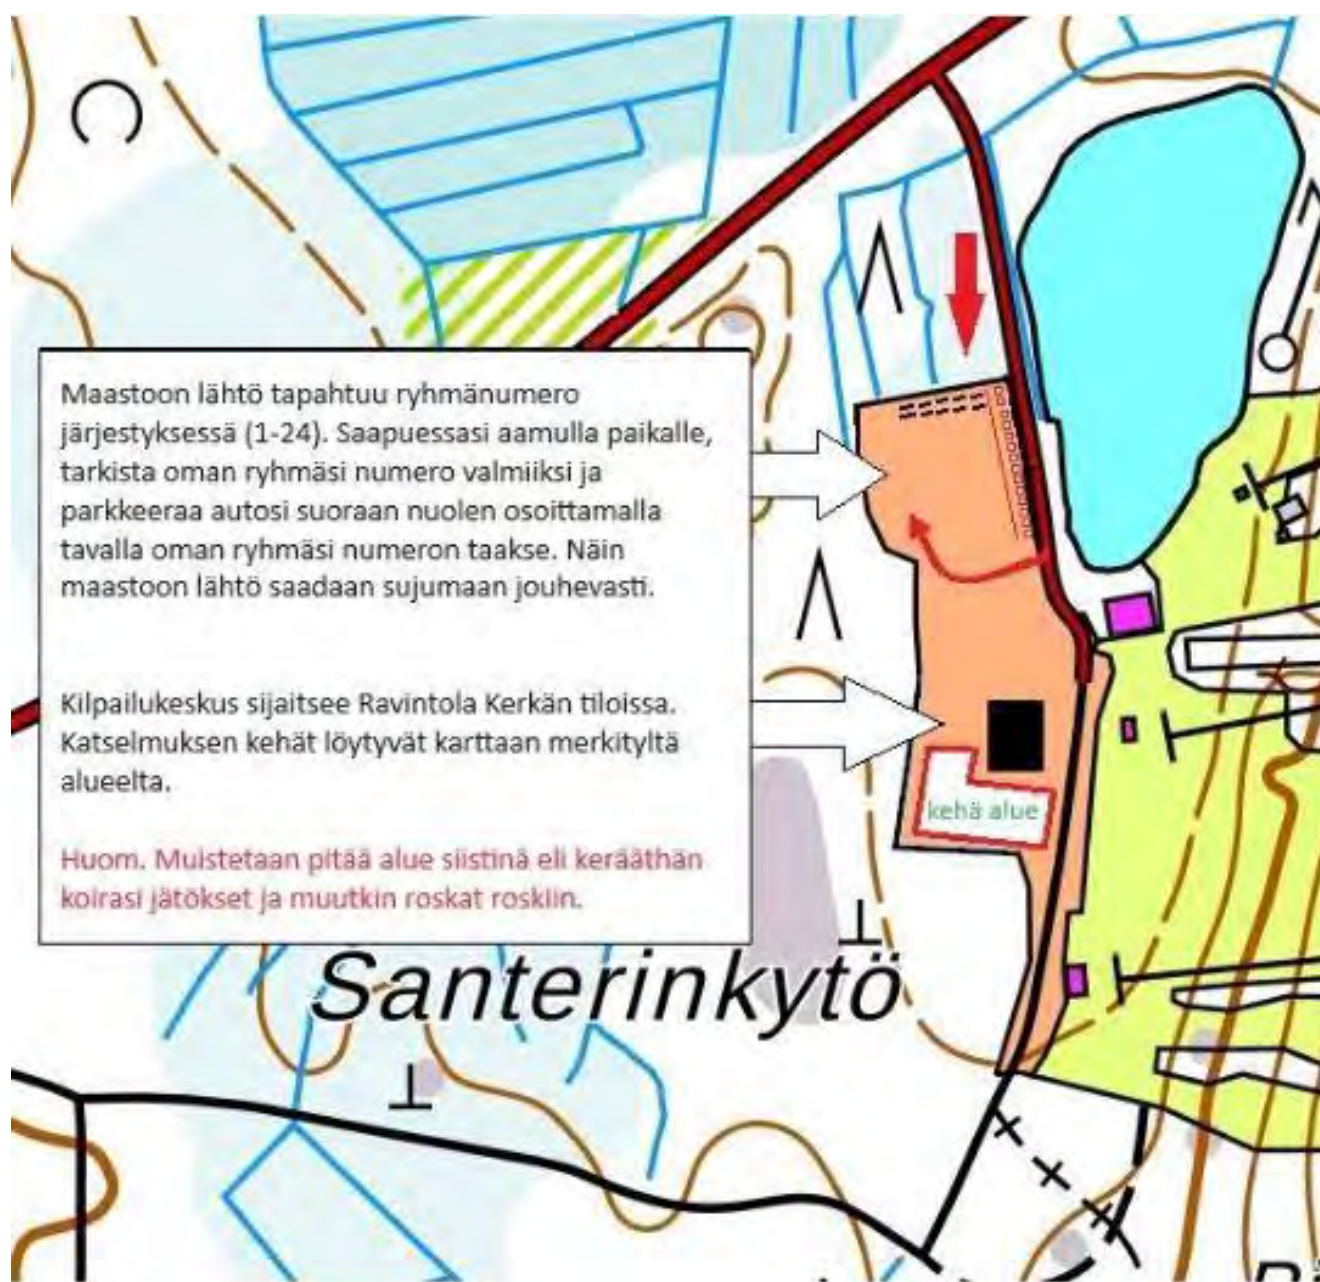 Maastoon lähtö tapahtuu ryhmänumero
järjestyksessä (1-24). Saapuessasi aamulla paikalle,
tarkista oman ryhmäsi numero valmiiksi ja
parkkeeraa autosi suoraan nuolen osoittamalla
tavalla oman ryhmäsi numeron taakse. Näin
maastoon lähtö saadaan sujumaan jouhevasti.
Kilpailukeskus sijaitsee Ravintola Kerkän tiloissa.
Katselmuksen kehät löytyvät karttaan merkityltä
alueelta.
kehä alue
Huom. Muistetaan pitää alue siistinä eli kerääthän
koirasi jätökset ja muutkin roskat roskiin.
Santerinkytö